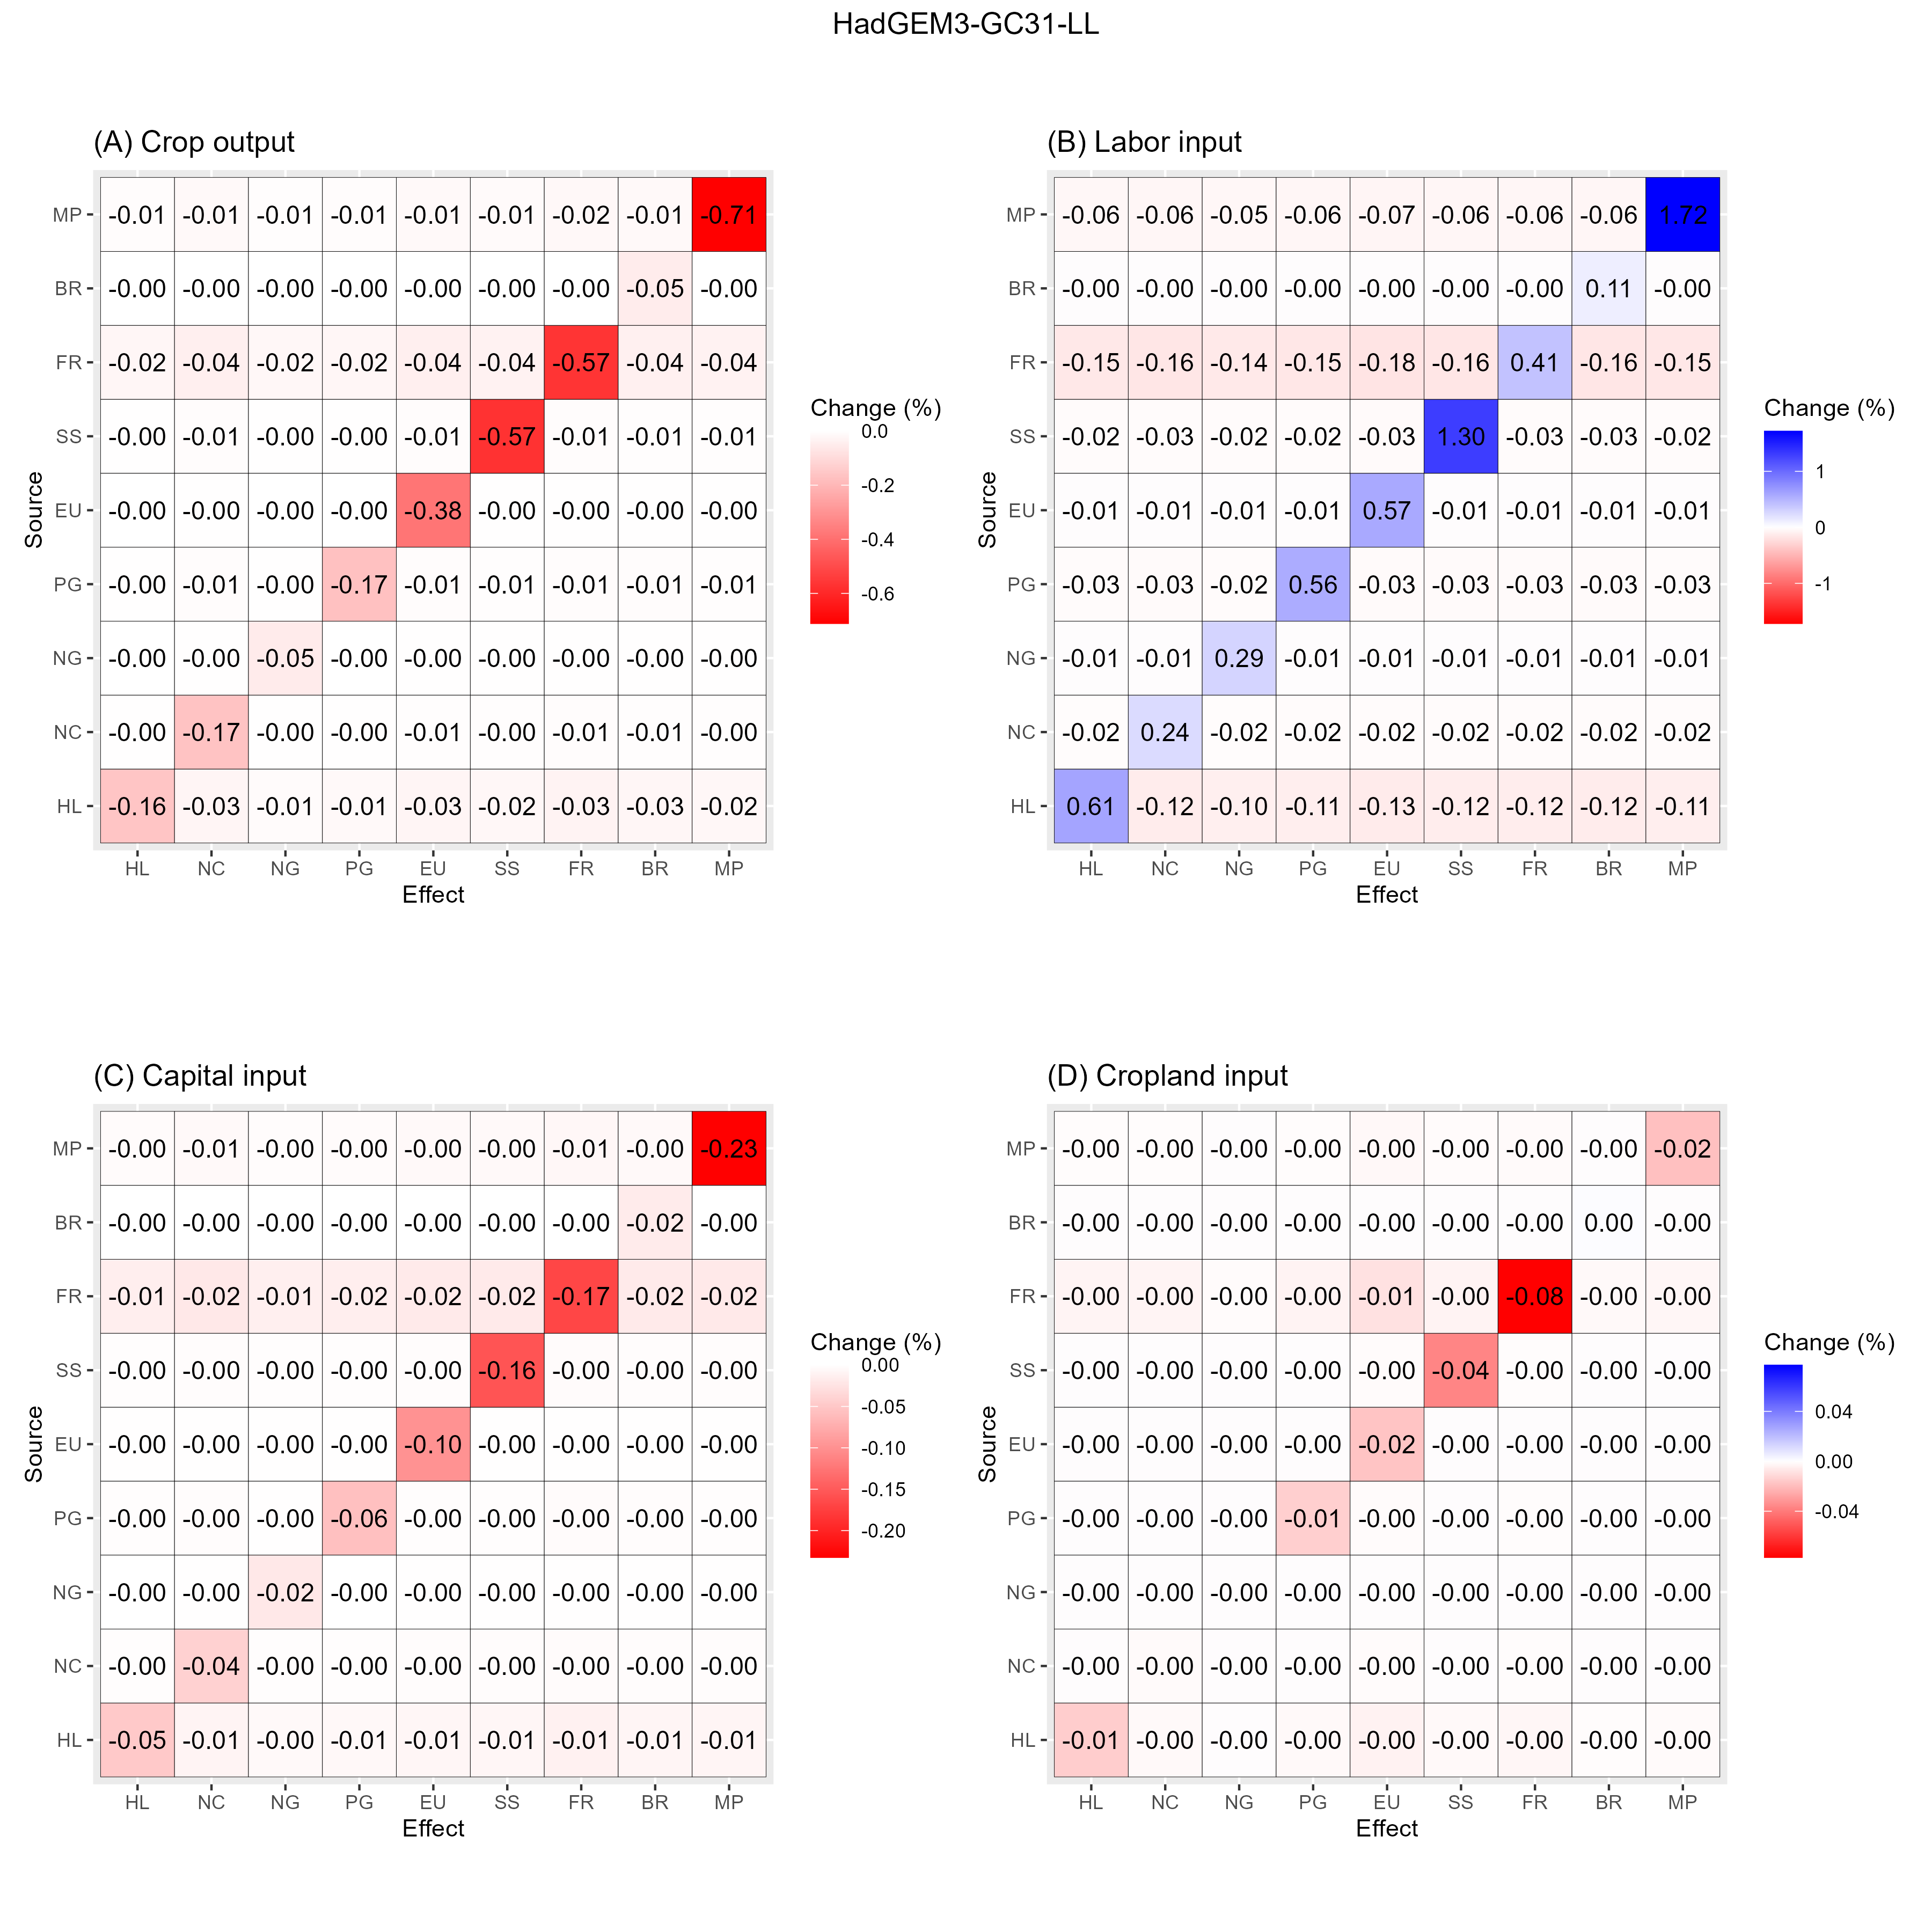 HadGEM3-GC31-LL
(A) Crop output
MP -0.01 -0.01 -0.01 -0.01 -0.01 -0.01 -0.02 -0.01 -0.71
BR -0.00 -0.00 -0.00 -0.00 -0.00 -0.00 -0.00 -0.05 -0.00
FR -0.02 -0.04 -0.02 -0.02 -0.04 -0.04 -0.57 -0.04 -0.04
SS -0.00 -0.01 -0.00 -0.00 -0.01 -0.57 -0.01 -0.01 -0.01
EU -0.00 -0.00 -0.00 -0.00 -0.38 -0.00 -0.00 -0.00 -0.00
PG -0.00 -0.01 -0.00 -0.17 -0.01 -0.01 -0.01 -0.01 -0.01
NG -0.00 -0.00 -0.05 -0.00 -0.00 -0.00 -0.00 -0.00 -0.00
NC -0.00 -0.17 -0.00 -0.00 -0.01 -0.00 -0.01 -0.01 -0.00
HL -0.16 -0.03 -0.01 -0.01 -0.03 -0.02 -0.03 -0.03 -0.02
HL NC NG PG EU SS FR BR MP
Effect
Source
Change (%)
0.0
-0.2
-0.4
-0.6
(B) Labor input
MP -0.06 -0.06 -0.05 -0.06 -0.07 -0.06 -0.06 -0.06 1.72
BR -0.00 -0.00 -0.00 -0.00 -0.00 -0.00 -0.00 0.11 -0.00
FR -0.15 -0.16 -0.14 -0.15 -0.18 -0.16 0.41 -0.16 -0.15
SS -0.02 -0.03 -0.02 -0.02 -0.03 1.30 -0.03 -0.03 -0.02
EU -0.01 -0.01 -0.01 -0.01 0.57 -0.01 -0.01 -0.01 -0.01
PG -0.03 -0.03 -0.02 0.56 -0.03 -0.03 -0.03 -0.03 -0.03
NG -0.01 -0.01 0.29 -0.01 -0.01 -0.01 -0.01 -0.01 -0.01
NC -0.02 0.24 -0.02 -0.02 -0.02 -0.02 -0.02 -0.02 -0.02
HL 0.61 -0.12 -0.10 -0.11 -0.13 -0.12 -0.12 -0.12 -0.11
HL NC NG PG EU SS FR BR MP
Effect
Source
Change (%)
1
0
-1
(C) Capital input
MP -0.00 -0.01 -0.00 -0.00 -0.00 -0.00 -0.01 -0.00 -0.23
BR -0.00 -0.00 -0.00 -0.00 -0.00 -0.00 -0.00 -0.02 -0.00
FR -0.01 -0.02 -0.01 -0.02 -0.02 -0.02 -0.17 -0.02 -0.02
SS -0.00 -0.00 -0.00 -0.00 -0.00 -0.16 -0.00 -0.00 -0.00
EU -0.00 -0.00 -0.00 -0.00 -0.10 -0.00 -0.00 -0.00 -0.00
PG -0.00 -0.00 -0.00 -0.06 -0.00 -0.00 -0.00 -0.00 -0.00
NG -0.00 -0.00 -0.02 -0.00 -0.00 -0.00 -0.00 -0.00 -0.00
NC -0.00 -0.04 -0.00 -0.00 -0.00 -0.00 -0.00 -0.00 -0.00
HL -0.05 -0.01 -0.00 -0.01 -0.01 -0.01 -0.01 -0.01 -0.01
HL NC NG PG EU SS FR BR MP
Effect
Source
Change (%)
0.00
-0.05
-0.10
-0.15
-0.20
(D) Cropland input
MP -0.00 -0.00 -0.00 -0.00 -0.00 -0.00 -0.00 -0.00 -0.02
BR -0.00 -0.00 -0.00 -0.00 -0.00 -0.00 -0.00 0.00 -0.00
FR -0.00 -0.00 -0.00 -0.00 -0.01 -0.00 -0.08 -0.00 -0.00
SS -0.00 -0.00 -0.00 -0.00 -0.00 -0.04 -0.00 -0.00 -0.00
EU -0.00 -0.00 -0.00 -0.00 -0.02 -0.00 -0.00 -0.00 -0.00
PG -0.00 -0.00 -0.00 -0.01 -0.00 -0.00 -0.00 -0.00 -0.00
NG -0.00 -0.00 -0.00 -0.00 -0.00 -0.00 -0.00 -0.00 -0.00
NC -0.00 -0.00 -0.00 -0.00 -0.00 -0.00 -0.00 -0.00 -0.00
HL -0.01 -0.00 -0.00 -0.00 -0.00 -0.00 -0.00 -0.00 -0.00
HL NC NG PG EU SS FR BR MP
Effect
Source
Change (%)
0.04
0.00
-0.04